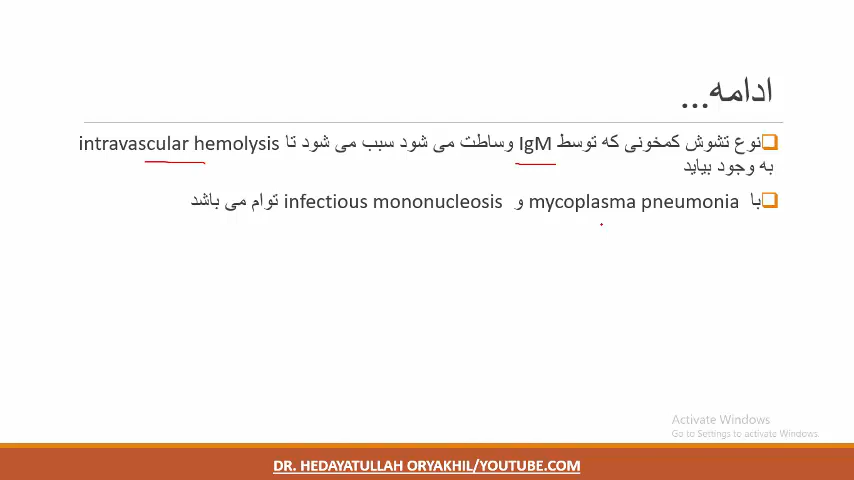 ادامه...
نوع تشوش کمخونی که توسط IgM وساطت می شود سبب می شود تا intravascular hemolysis
به وجود بیاید
با mycoplasma pneumonia و infectious mononucleosis توام می باشد
Activate Windows
Go to Settings to activate Windows.
DR. HEDAYATULLAH ORYAKHIL/YOUTUBE.COM